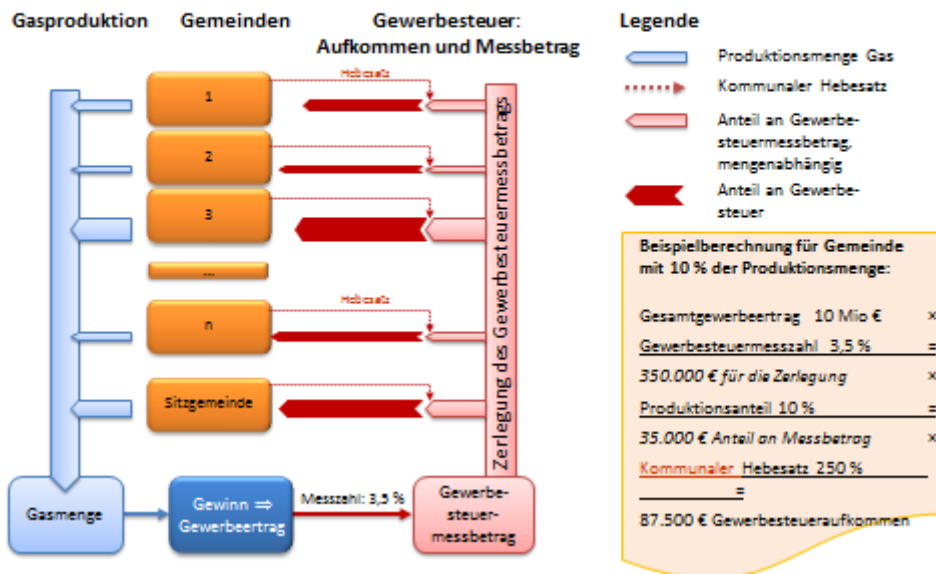 Gasproduktion
Gemeinden
Gewerbesteuer:
Aufkommen und Messbetrag
Hebesatz
1
2
3
...
Hebesatz
n
Sitzgemeinde
Zerlegung des Gewerbesteuermessbetrags
Gasmenge
Gewinn ⇒
Gewerbeertrag
Messzahl: 3,5 %
Gewerbe-
steuer-
messbetrag
Legende
Produktionsmenge Gas
Kommunaler Hebesatz
Anteil an Gewerbe-
steuermessbetrag,
mengenabhängig
Anteil an Gewerbe-
steuer
Beispielberechnung für Gemeinde
mit 10 % der Produktionsmenge:
Gesamtgewerbeertrag 10 Mio € ×
Gewerbesteuermesszahl 3,5 % =
350.000 € für die Zerlegung ×
Produktionsanteil 10 % =
35.000 € Anteil an Messbetrag ×
Kommunaler Hebesatz 250 %
=
87.500 € Gewerbesteueraufkommen